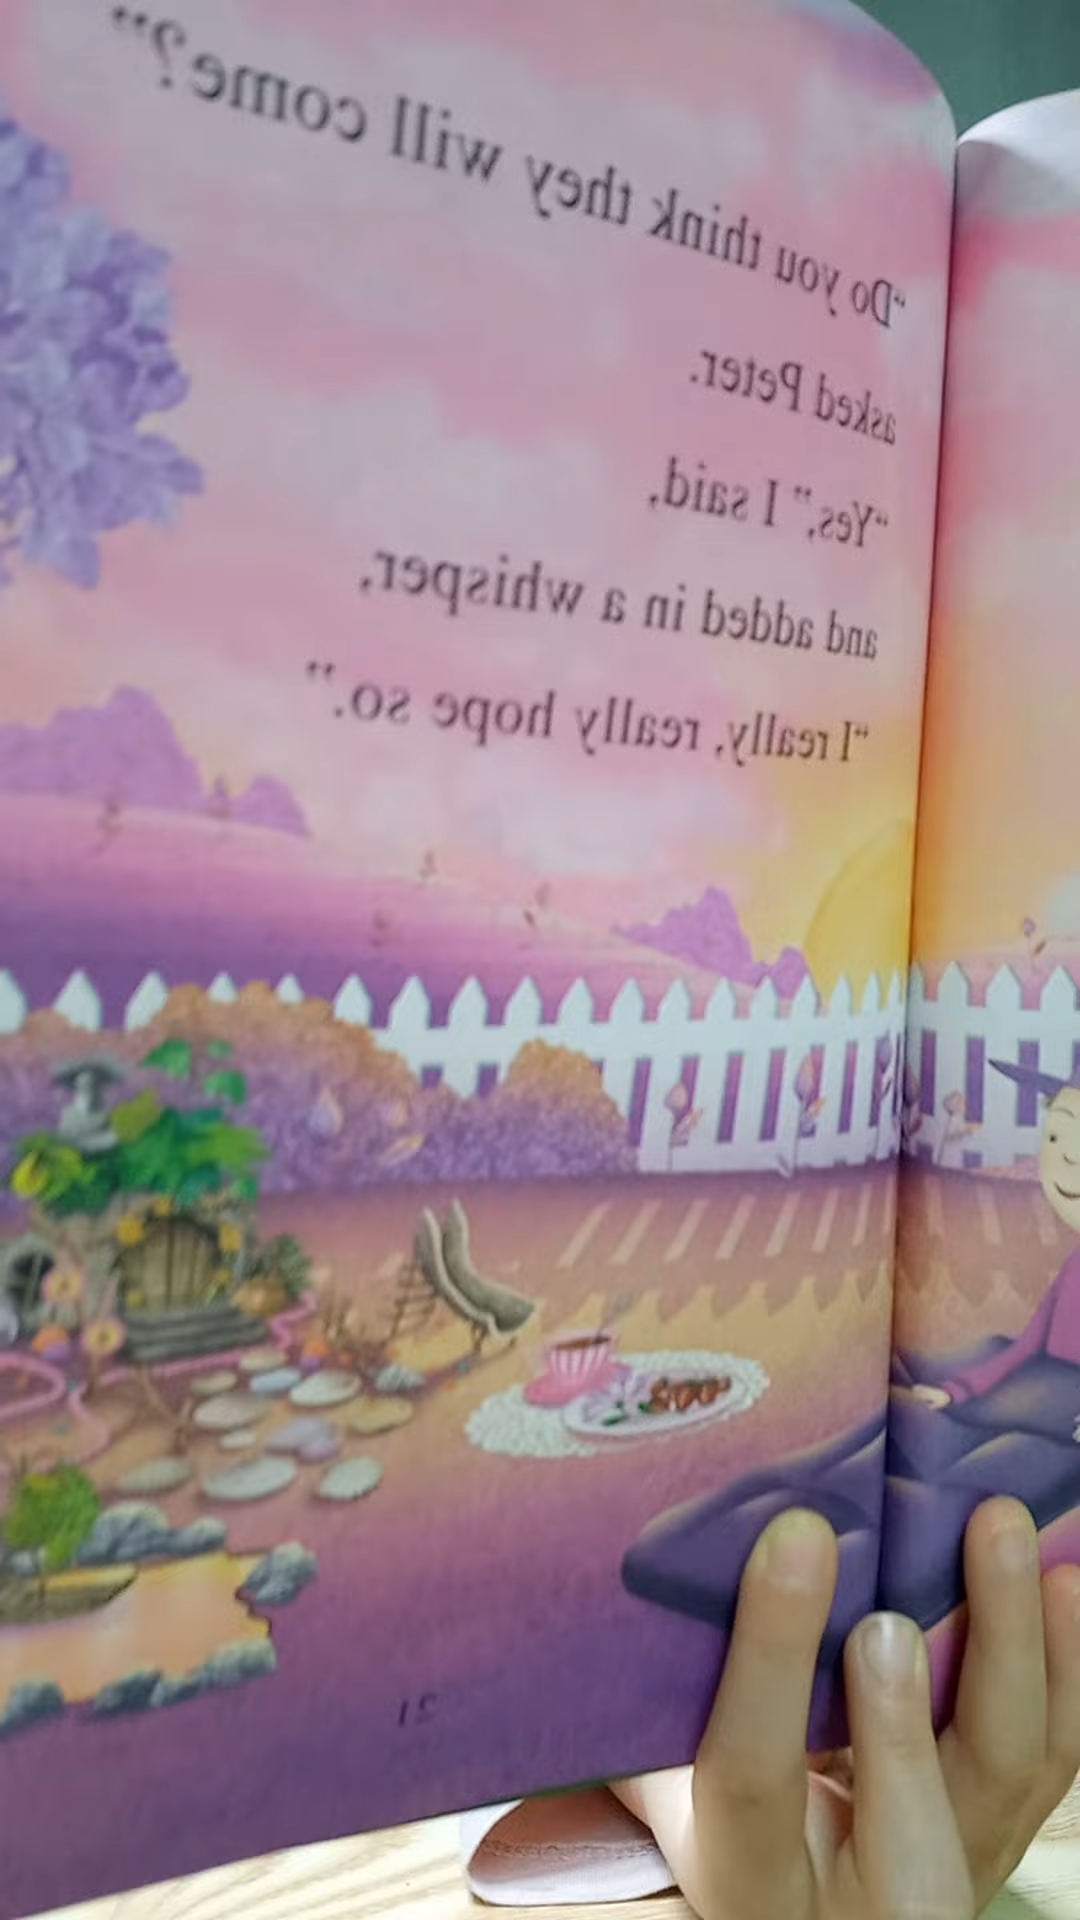 "Do you think they will come?"
asked Peter.
"Yes," I said,
and added in a whisper,
"I really, really hope so."
21